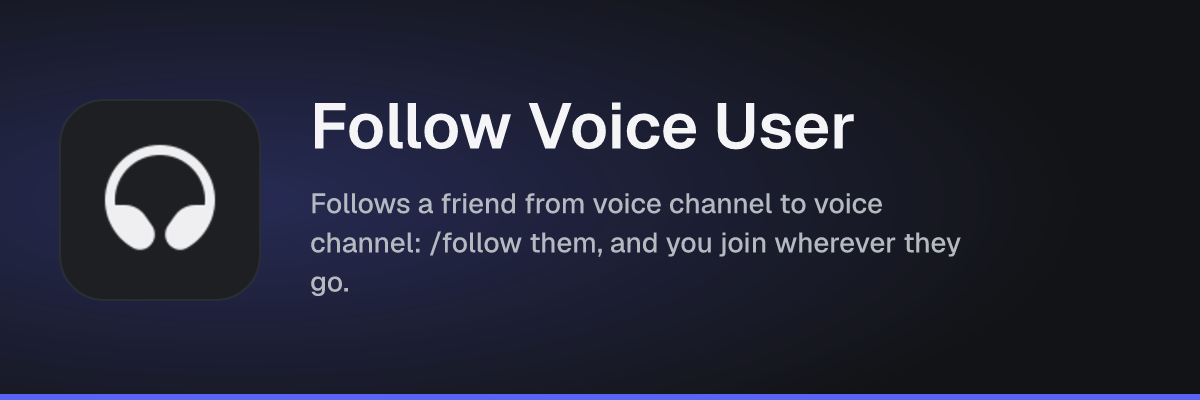 Follow Voice User
Follows a friend from voice channel to voice
channel: /follow them, and you join wherever they
go.